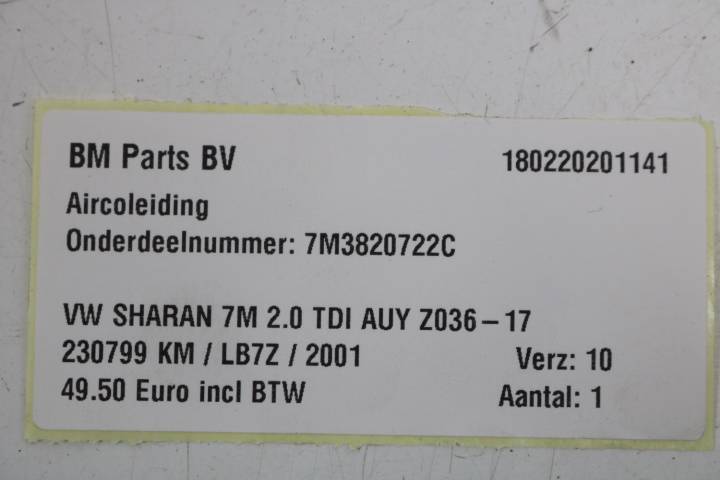 BM Parts BV 180220201141
Aircoleiding
Onderdeelnummer: 7M3820722C
VW SHARAN 7M 2.0 TDI AUY Z036-17
230799 KM / LB7Z / 2001 Verz: 10
49.50 Euro incl BTW Aantal: 1